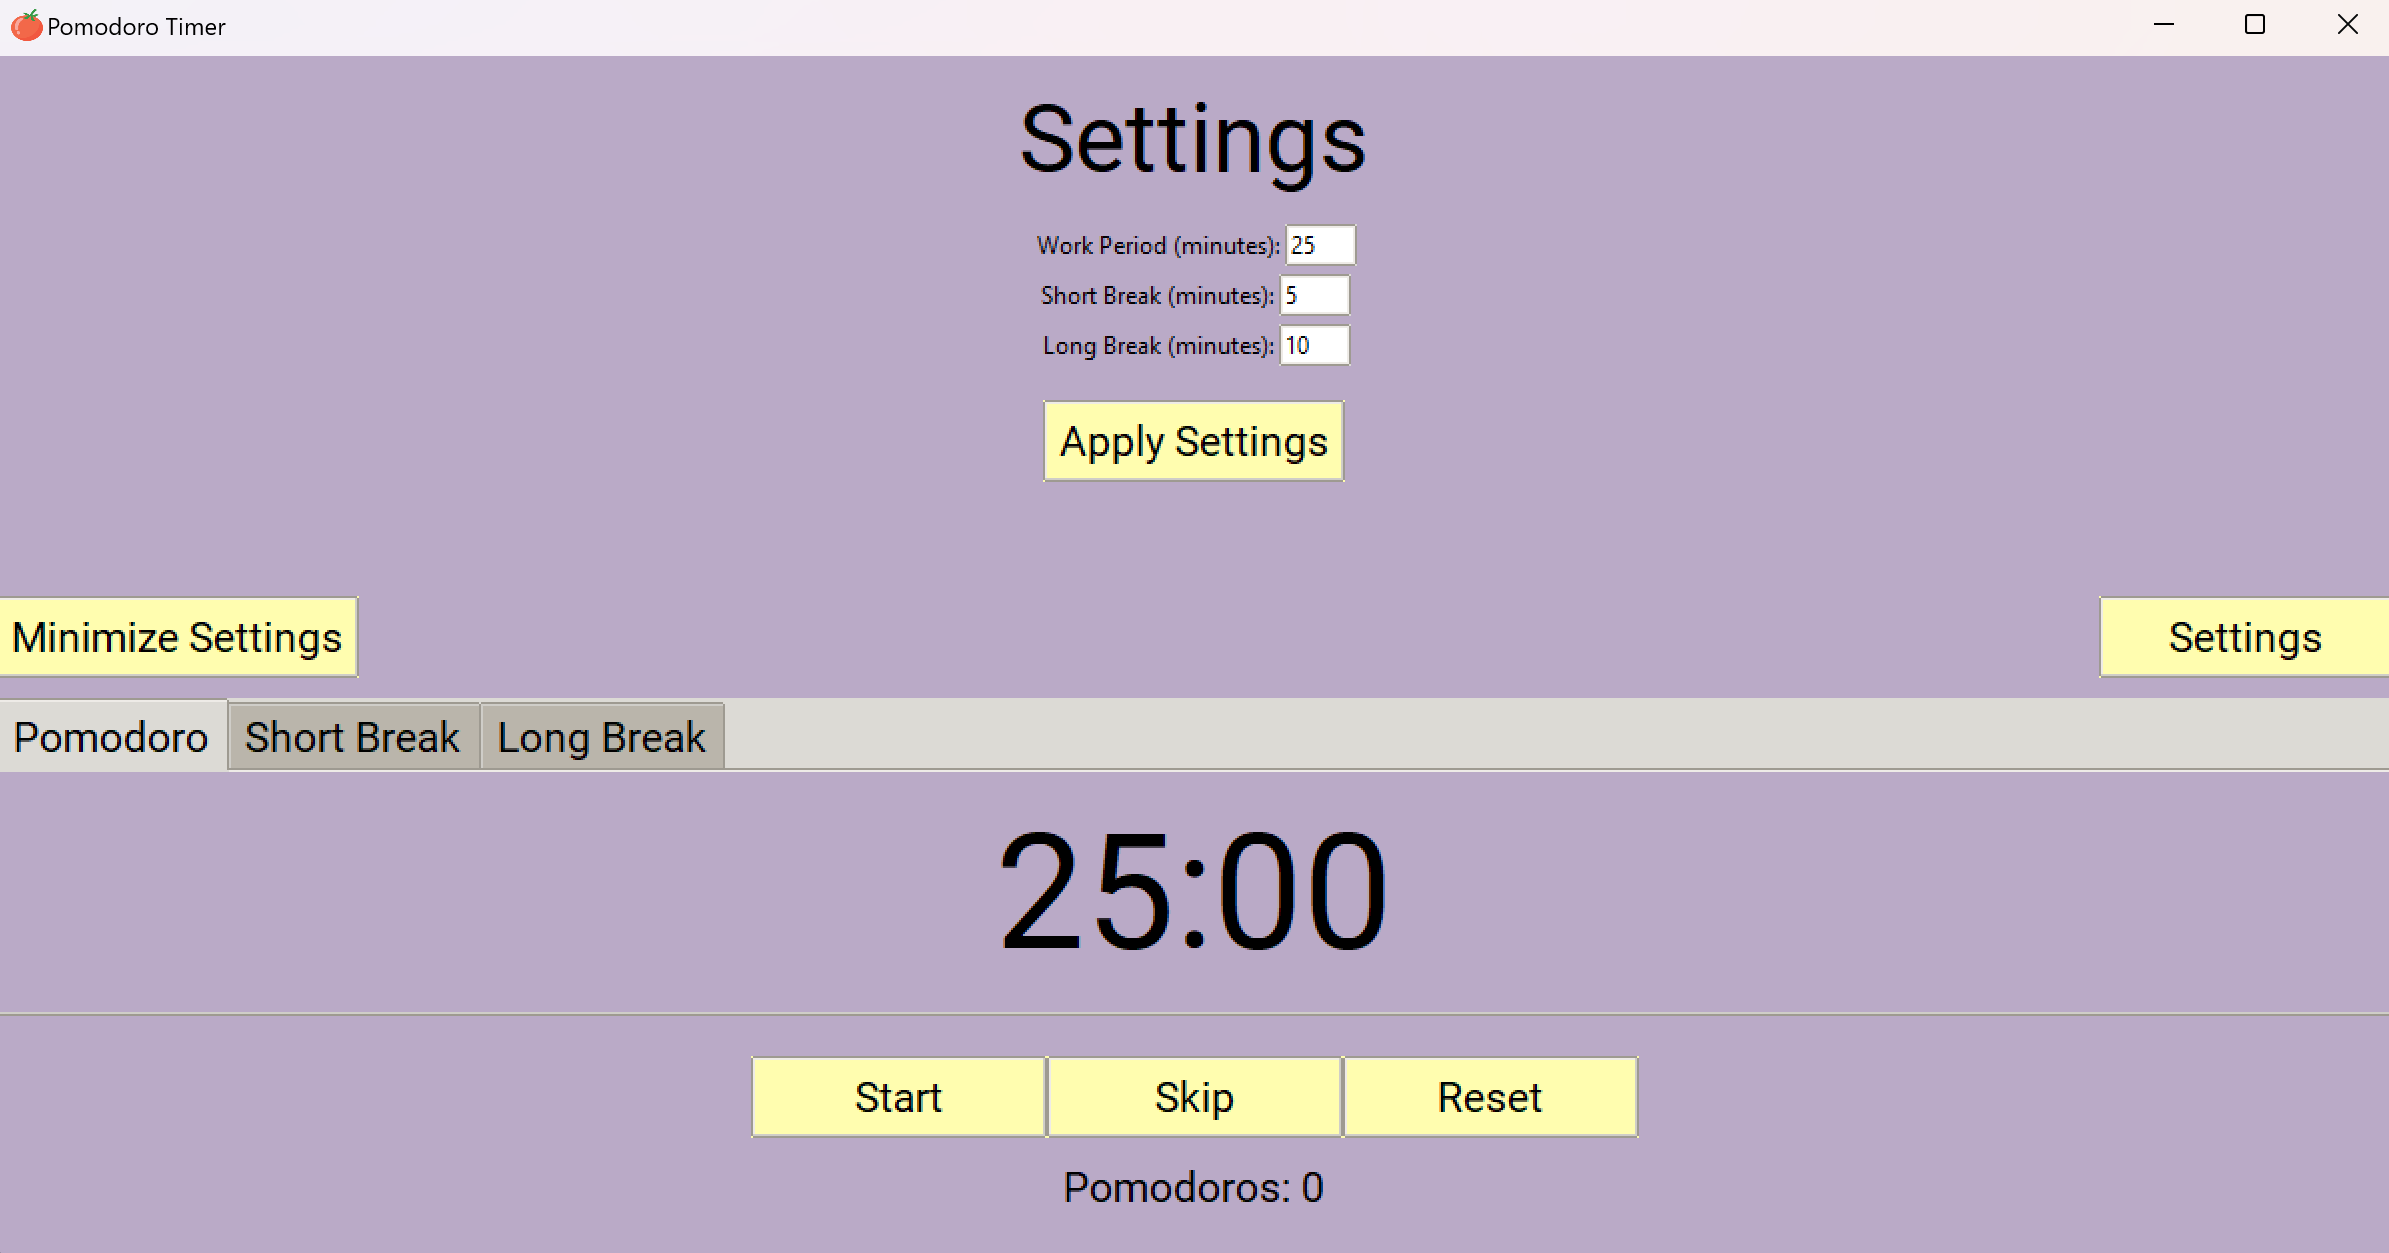 Pomodoro Timer
Settings
Work Period (minutes): 25
Short Break (minutes): 5
Long Break (minutes): 10
Apply Settings
Minimize Settings
Settings
Pomodoro Short Break Long Break
25:00
Start Skip Reset
Pomodoros: 0